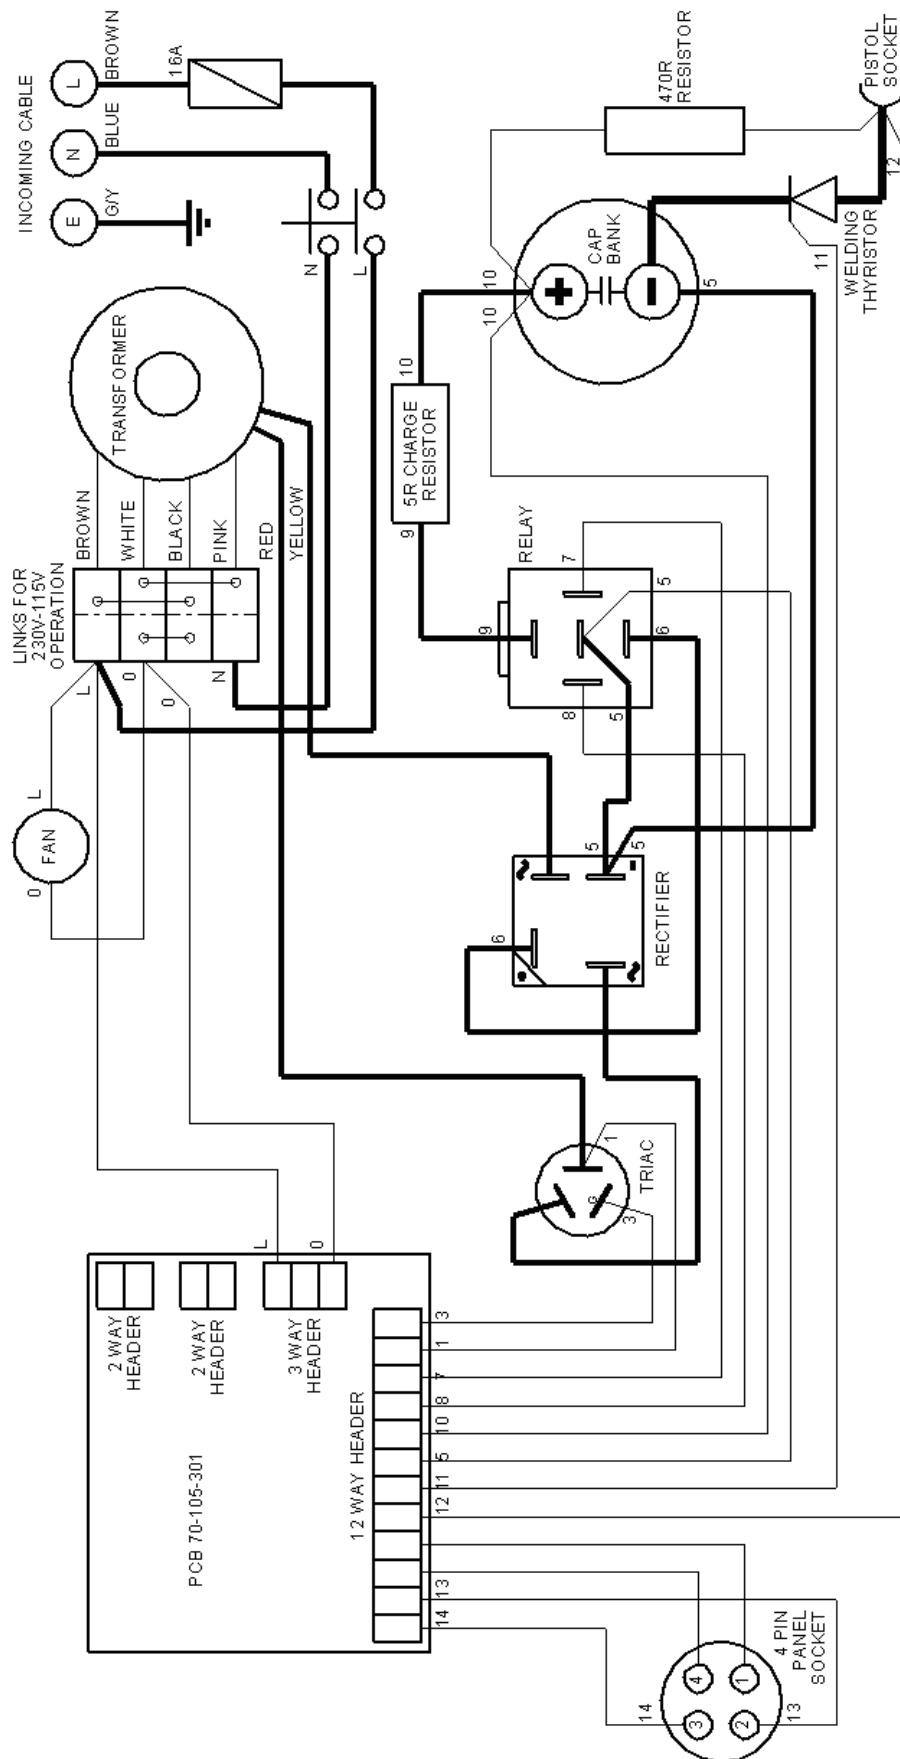 INCOMING CABLE
L
BROWN
16A
N
BLUE
E
G/Y
N
L
TRANSFORMER
LINKS FOR
230V-115V
OPERATION
BROWN
WHITE
BLACK
PINK
RED
YELLOW
L
0
0
N
FAN
L
0
470R
RESISTOR
PISTOL
SOCKET
12
WELDING
THYRISTOR
11
CAP
BANK
+
-
10
10
5
10
5R CHARGE
RESISTOR
9
RELAY
7
5
9
6
8
5
RECTIFIER
~
5
5
-
6
+
~
TRIAC
1
G
3
PCB 70-105-301
2 WAY
HEADER
2 WAY
HEADER
3 WAY
HEADER
L
0
12 WAY HEADER
3
1
7
8
10
5
11
12
13
14
4 PIN
PANEL
SOCKET
14
13
4
1
3
2